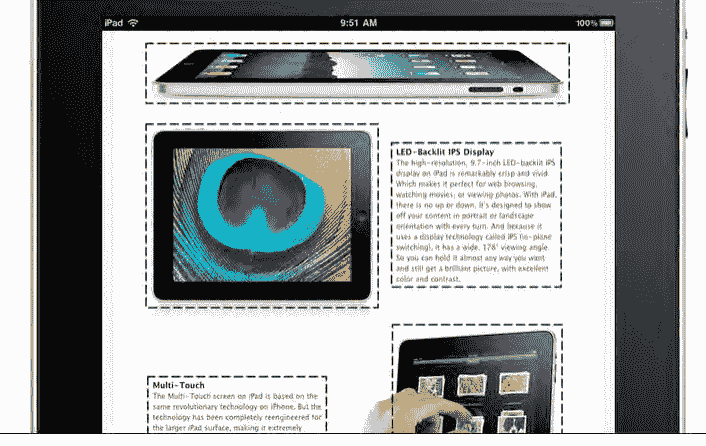 iPad
9:51 AM
100%
LED-Backlit IPS Display
The high-resolution, 9.7-inch LED-backlit IPS
display on iPad is remarkably crisp and vivid.
Which makes it perfect for web browsing,
watching movies, or viewing photos. With iPad,
there is no up or down. It's designed to show
off your content in portrait or landscape
orientation with every turn. And because it
uses a display technology called IPS (in-plane
switching), it has a wide, 178° viewing angle.
So you can hold it almost any way you want
and still get a brilliant picture, with excellent
color and contrast.
Multi-Touch
The Multi-Touch screen on iPad is based on the
same revolutionary technology on iPhone. But the
technology has been completely reengineered for
the larger iPad surface, making it extremely